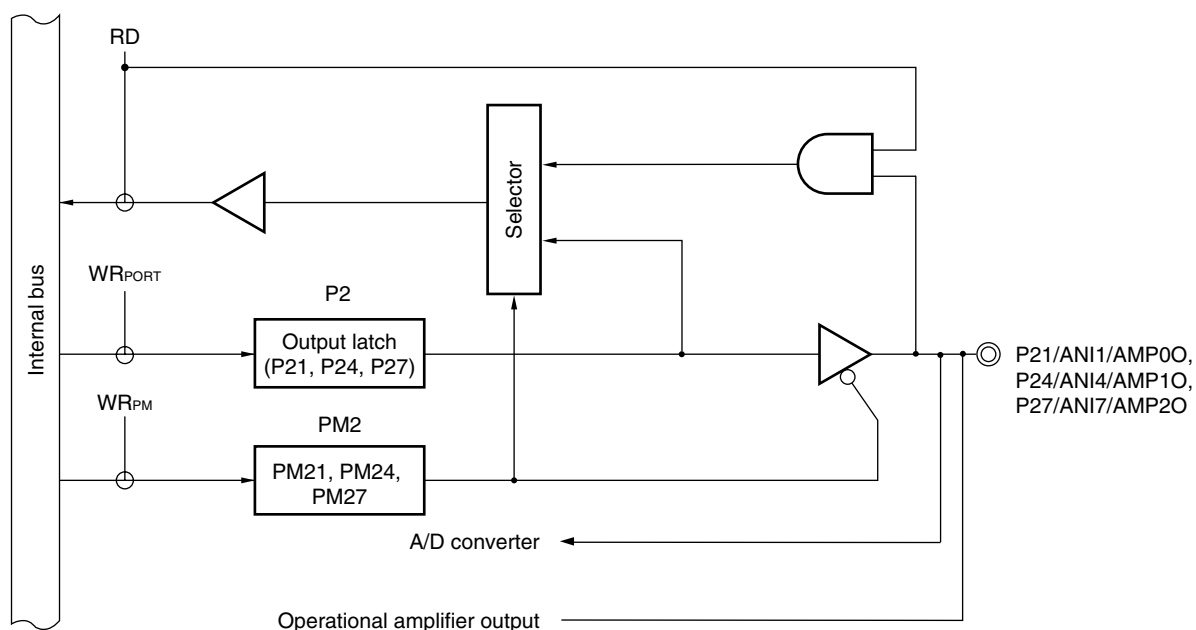 RD
Selector
Internal bus
WRPORT
P2
Output latch
(P21, P24, P27)
P21/ANI1/AMP0O,
P24/ANI4/AMP1O,
P27/ANI7/AMP2O
WRPM
PM2
PM21, PM24,
PM27
A/D converter
Operational amplifier output